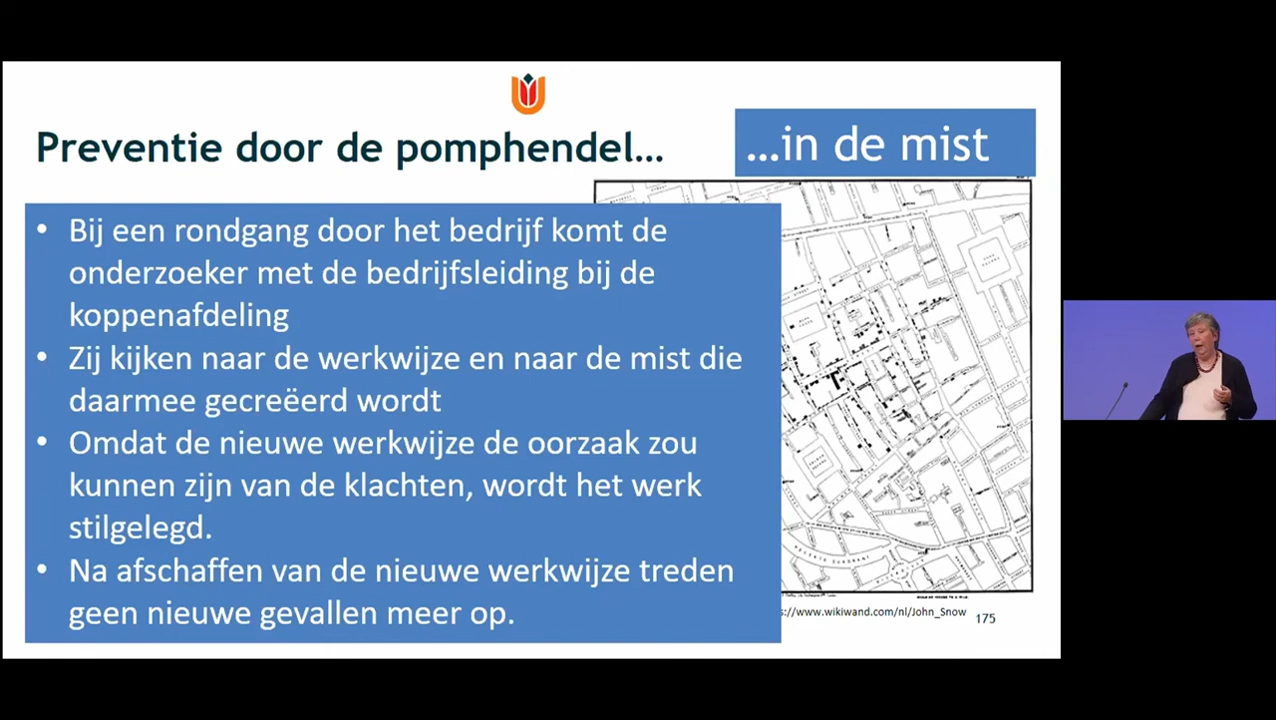 Preventie door de pomphendel...
...in de mist
• Bij een rondgang door het bedrijf komt de
onderzoeker met de bedrijfsleiding bij de
koppenafdeling
• Zij kijken naar de werkwijze en naar de mist die
daarmee gecreëerd wordt
• Omdat de nieuwe werkwijze de oorzaak zou
kunnen zijn van de klachten, wordt het werk
stilgelegd.
• Na afschaffen van de nieuwe werkwijze treden
geen nieuwe gevallen meer op.
://www.wikiwand.com/nl/John_Snow
175